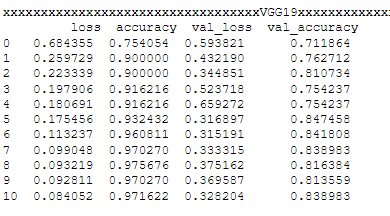 xxxxxxxxxxxxxxxxxxxxxxxxxxxxxxxxxxVGG19xxxxxxxxxxxxx
loss accuracy val_loss val_accuracy
0 0.684355 0.754054 0.593821 0.711864
1 0.259729 0.900000 0.432190 0.762712
2 0.223339 0.900000 0.344851 0.810734
3 0.197906 0.916216 0.523718 0.754237
4 0.180691 0.916216 0.659272 0.754237
5 0.175456 0.932432 0.316897 0.847458
6 0.113237 0.960811 0.315191 0.841808
7 0.099048 0.970270 0.333315 0.838983
8 0.093219 0.975676 0.375162 0.816384
9 0.092811 0.970270 0.369587 0.813559
10 0.084052 0.971622 0.328204 0.838983